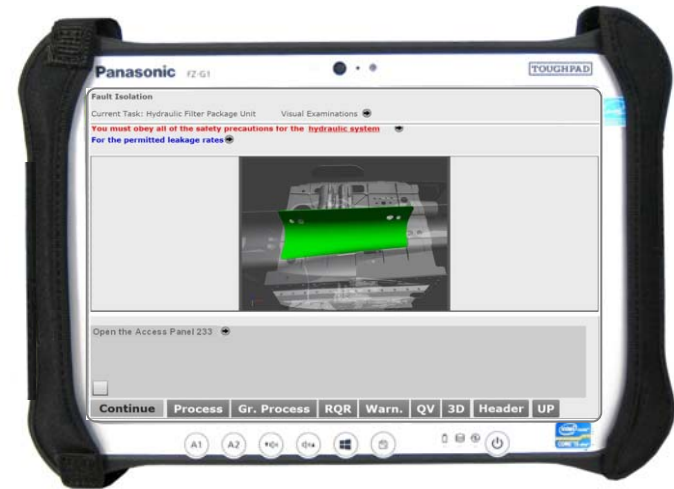 Panasonic FZ-G1
TOUGHPAD
Fault Isolation
Current Task: Hydraulic Filter Package Unit Visual Examinations
You must obey all of the safety precautions for the hydraulic system
For the permitted leakage rates
Open the Access Panel 233
Continue Process Gr. Process RQR Warn. QV 3D Header UP
A1 A2